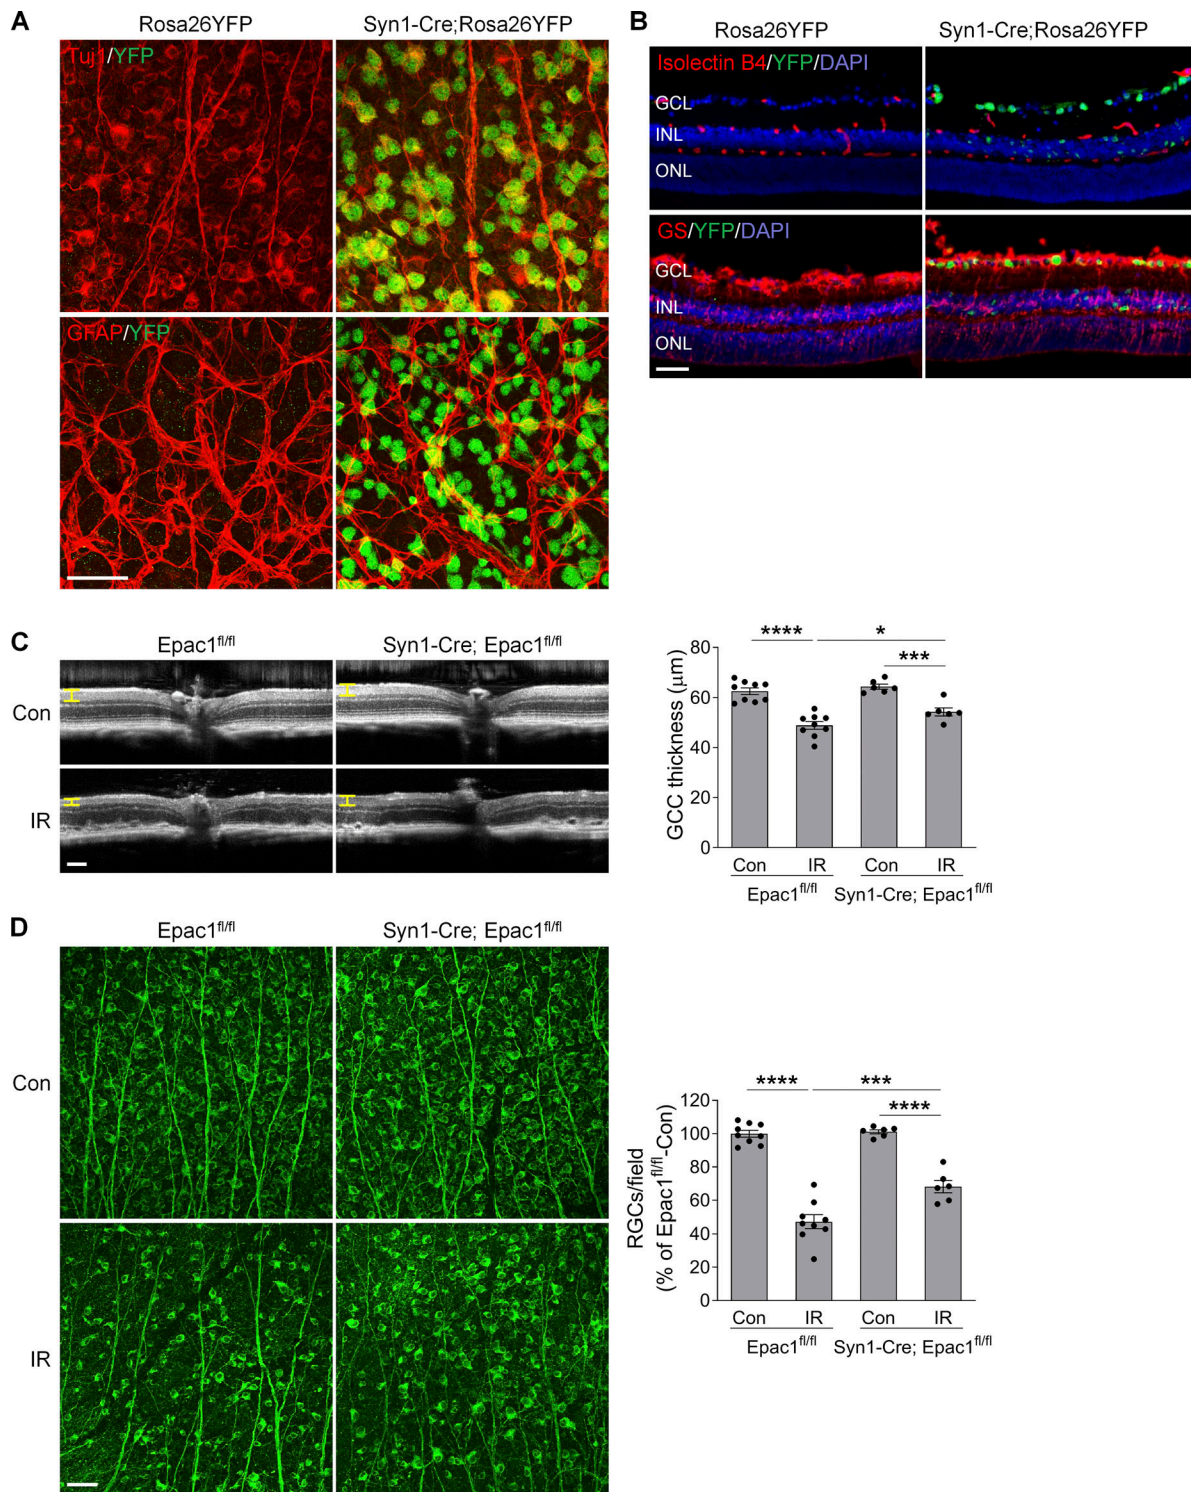 A
Rosa26YFP
Syn1-Cre;Rosa26YFP
Tuj1/YFP
GFAP/YFP
B
Rosa26YFP
Syn1-Cre;Rosa26YFP
Isolectin B4/YFP/DAPI
GCL
INL
ONL
GS/YFP/DAPI
GCL
INL
ONL
C
Epac1fl/fl
Syn1-Cre; Epac1fl/fl
Con
IR
GCC thickness (μm)
80
60
40
20
0
****
*
***
Con
IR
Con
IR
Epac1fl/fl
Syn1-Cre; Epac1fl/fl
D
Epac1fl/fl
Syn1-Cre; Epac1fl/fl
Con
IR
RGCs/field
(% of Epac1fl/fl-Con)
120
100
80
60
40
20
0
****
***
****
Con
IR
Con
IR
Epac1fl/fl
Syn1-Cre; Epac1fl/fl